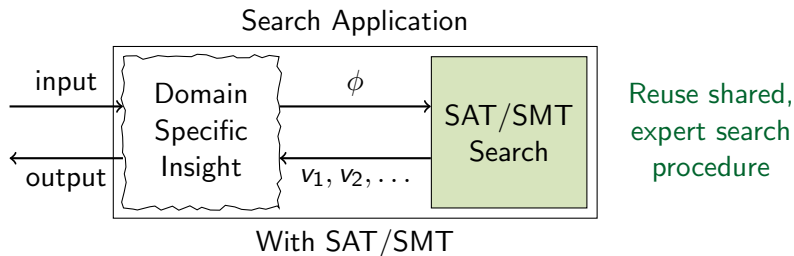 Search Application
input
output
Domain
Specific
Insight
ϕ
v₁, v₂, . . .
SAT/SMT
Search
Reuse shared,
expert search
procedure
With SAT/SMT